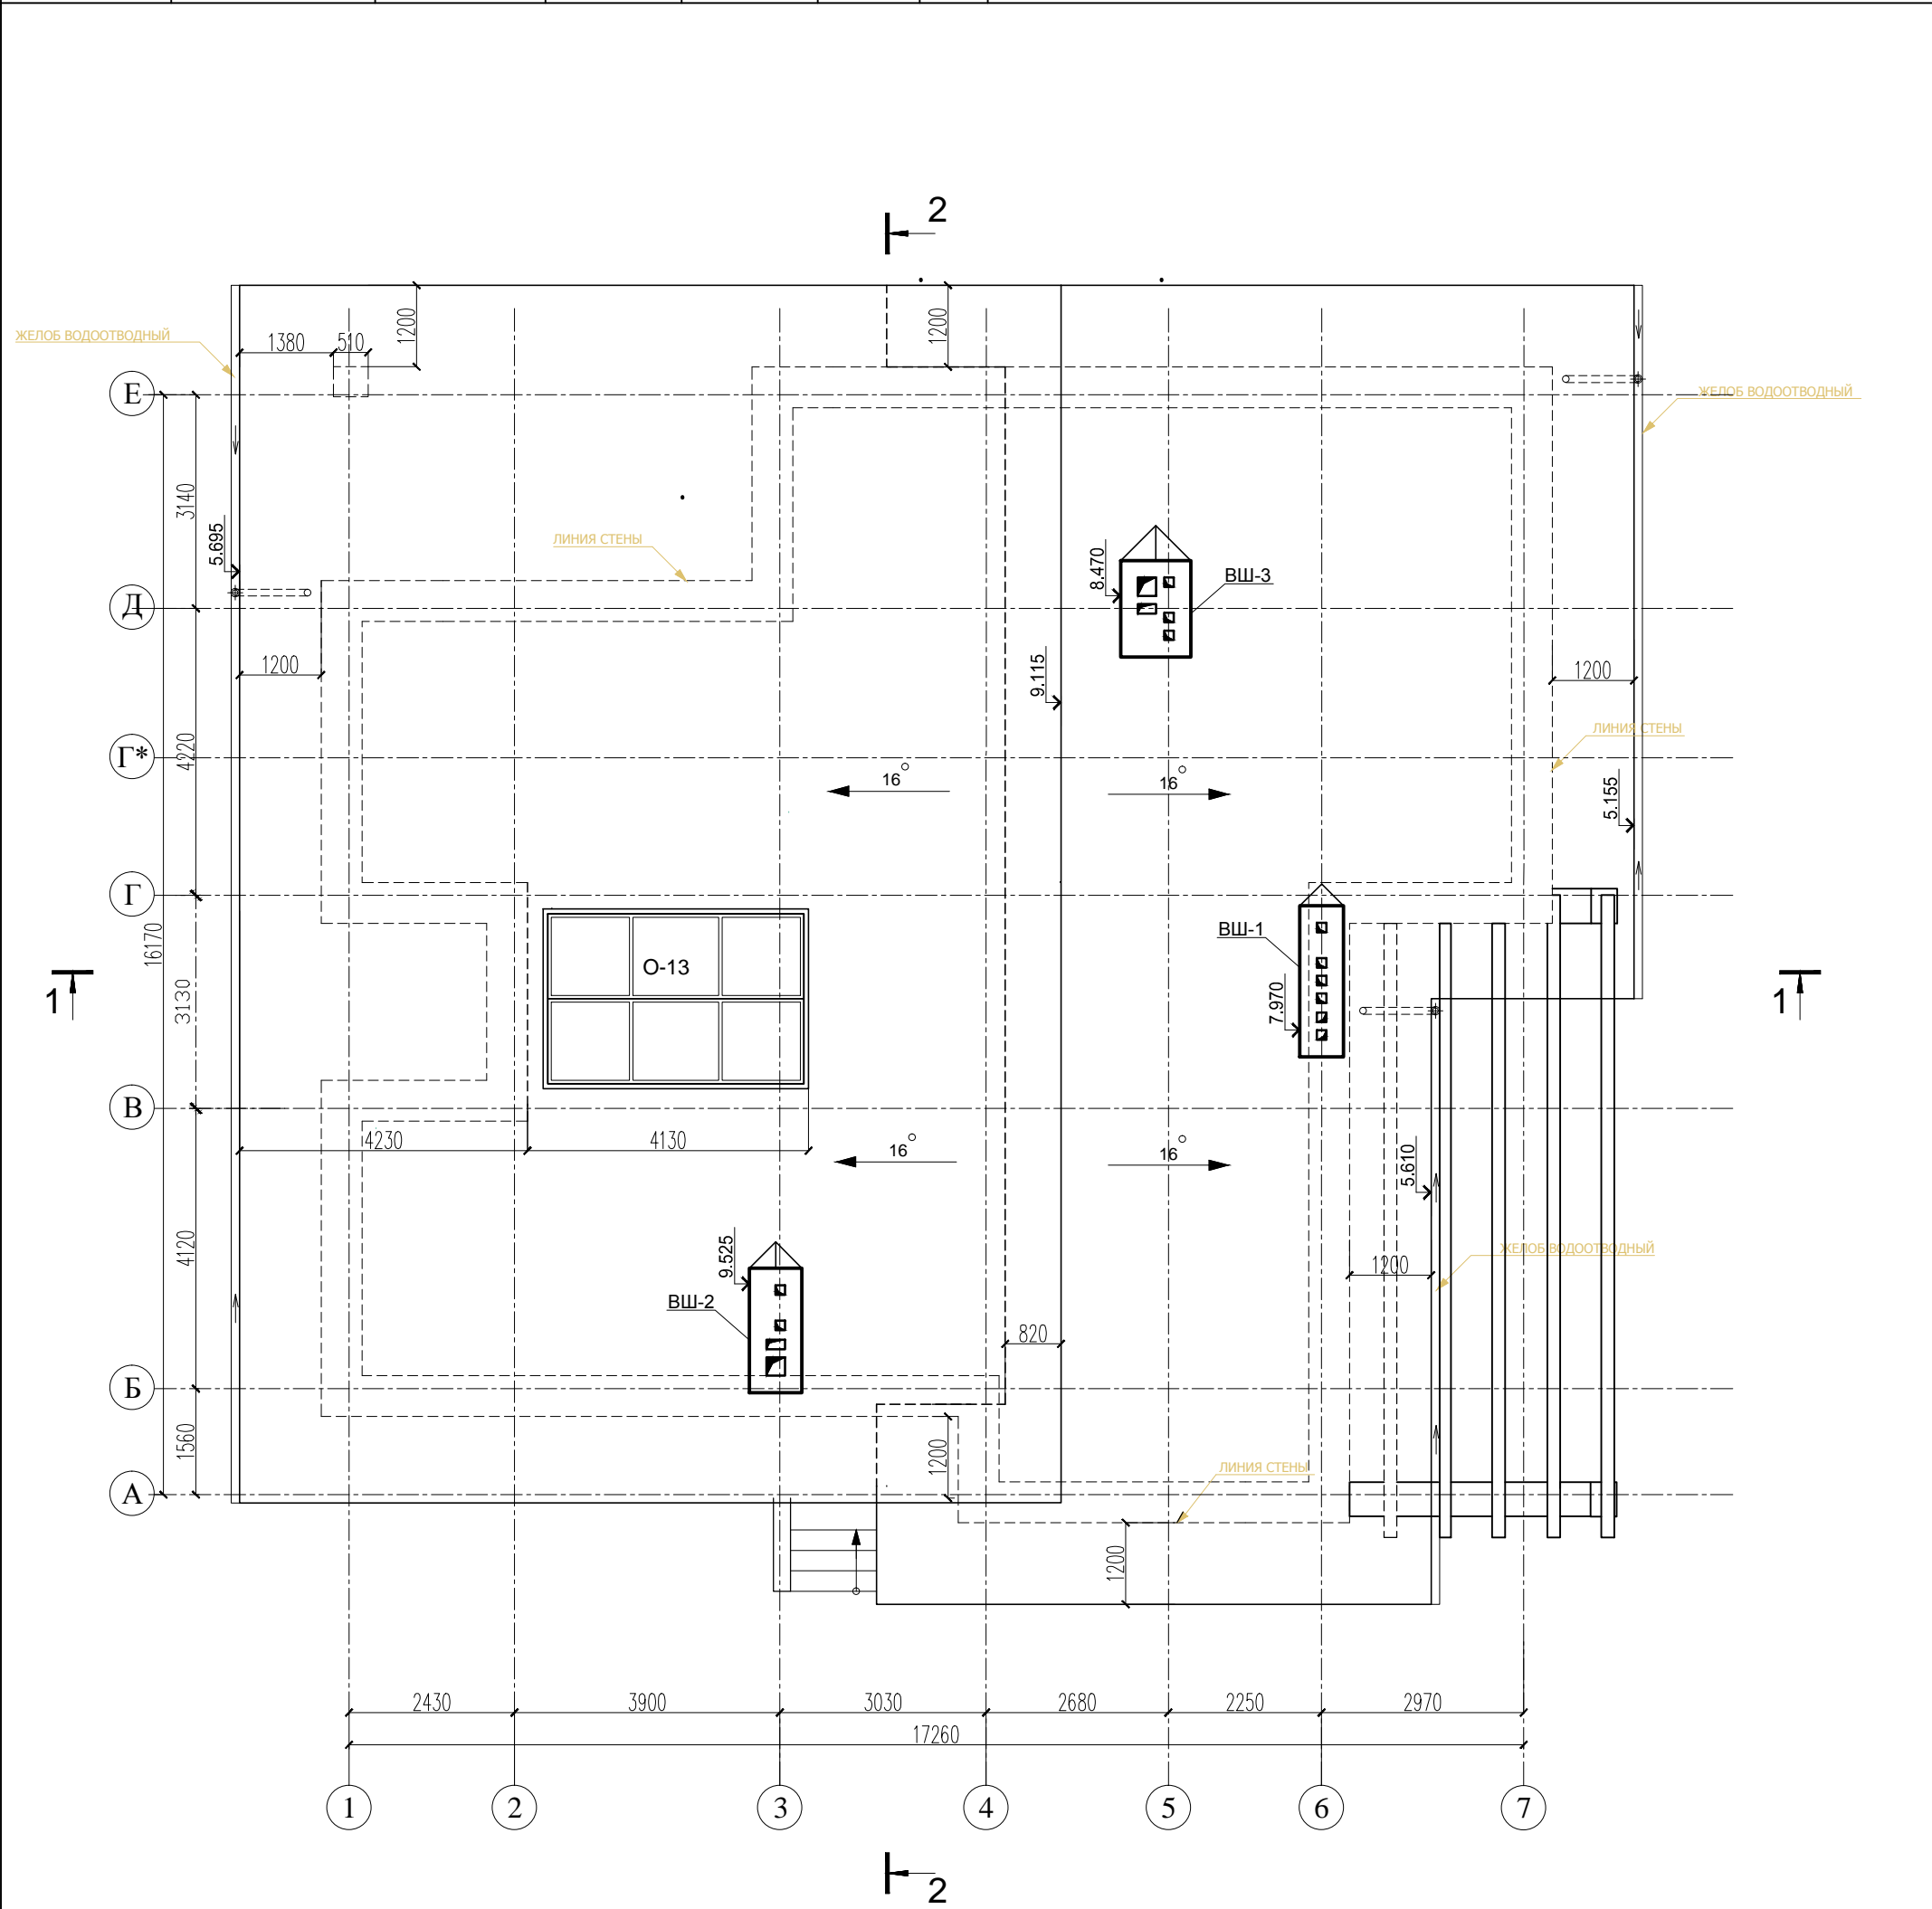 2
1200
1200
ЖЕЛОБ ВОДООТВОДНЫЙ
1380
510
Е
ЖЕЛОБ ВОДООТВОДНЫЙ
3140
5.695
ЛИНИЯ СТЕНЫ
8.470
ВШ-3
Д
1200
9.115
1200
4220
Г*
ЛИНИЯ СТЕНЫ
16°
16°
5.155
Г
16170
ВШ-1
О-13
1
3130
7.970
1
В
4230
4130
16°
16°
5.610
4120
9.525
ЖЕЛОБ ВОДООТВОДНЫЙ
1200
ВШ-2
820
Б
1560
1200
ЛИНИЯ СТЕНЫ
А
1200
2430
3900
3030
2680
2250
2970
17260
1
2
3
4
5
6
7
2